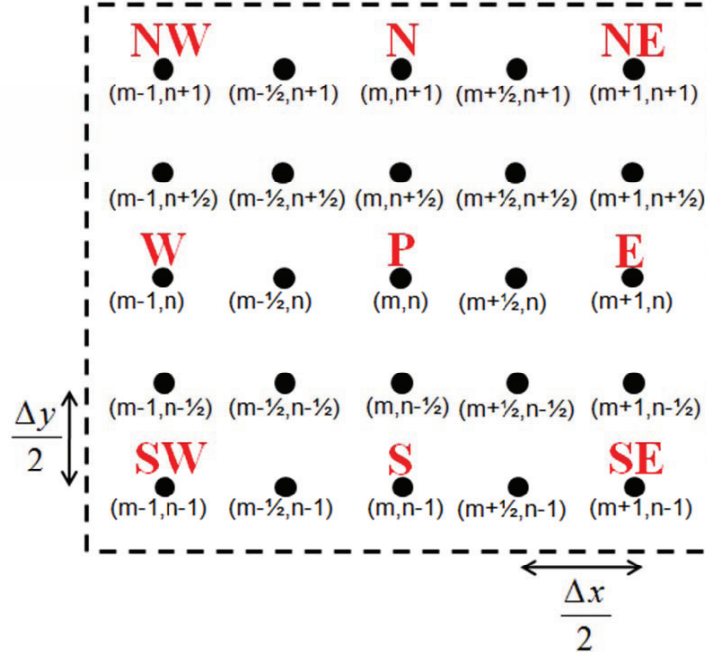 NW N NE
(m-1,n+1) (m-½,n+1) (m,n+1) (m+½,n+1) (m+1,n+1)
(m-1,n+½) (m-½,n+½) (m,n+½) (m+½,n+½) (m+1,n+½)
W P E
(m-1,n) (m-½,n) (m,n) (m+½,n) (m+1,n)
(m-1,n-½) (m-½,n-½) (m,n-½) (m+½,n-½) (m+1,n-½)
Δy
2
SW S SE
(m-1,n-1) (m-½,n-1) (m,n-1) (m+½,n-1) (m+1,n-1)
Δx
2